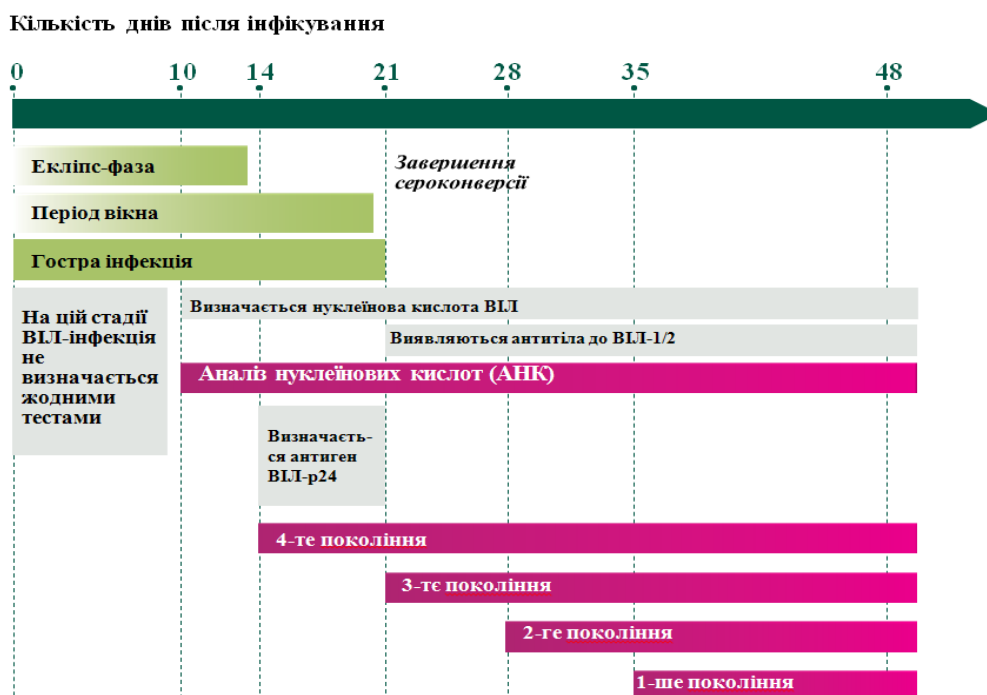 Кількість днів після інфікування
0 10 14 21 28 35 48
Екліпс-фаза
Завершення
сероконверсії
Період вікна
Гостра інфекція
На цій стадії
ВІЛ-інфекція
не
визначається
жодними
тестами
Визначається нуклеїнова кислота ВІЛ
Виявляються антитіла до ВІЛ-1/2
Аналіз нуклеїнових кислот (АНК)
Визначаєть-
ся антиген
ВІЛ-р24
4-те покоління
3-тє покоління
2-ге покоління
1-ше покоління